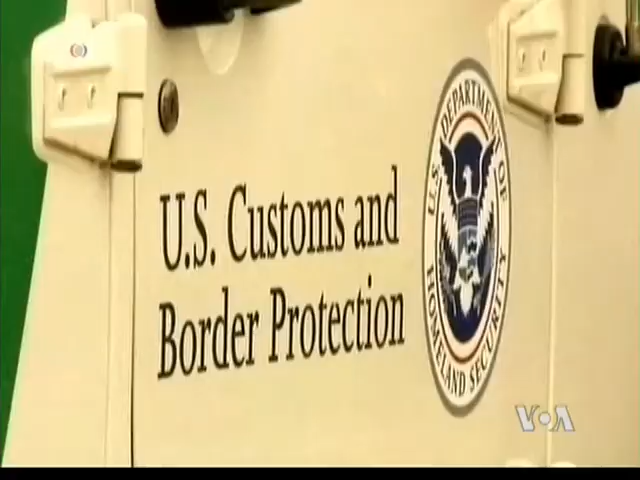 U.S. Customs and
Border Protection
U.S. DEPARTMENT OF
HOMELAND SECURITY
VOA